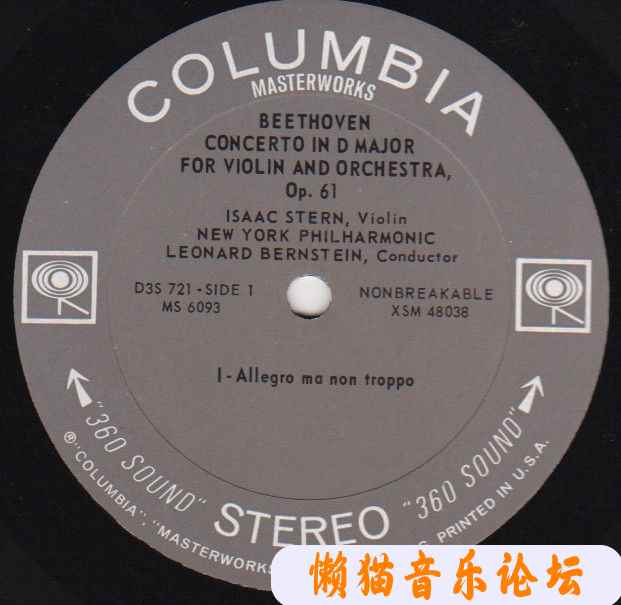 COLUMBIA
MASTERWORKS
BEETHOVEN
CONCERTO IN D MAJOR
FOR VIOLIN AND ORCHESTRA,
Op. 61
ISAAC STERN, Violin
NEW YORK PHILHARMONIC
LEONARD BERNSTEIN, Conductor
D3S 721 - SIDE 1
MS 6093
NONBREAKABLE
XSM 48038
I - Allegro ma non troppo
"360 SOUND"
STEREO
"360 SOUND"
® "COLUMBIA", "MASTERWORKS
PRINTED IN U.S.A.
懒猫音乐论坛